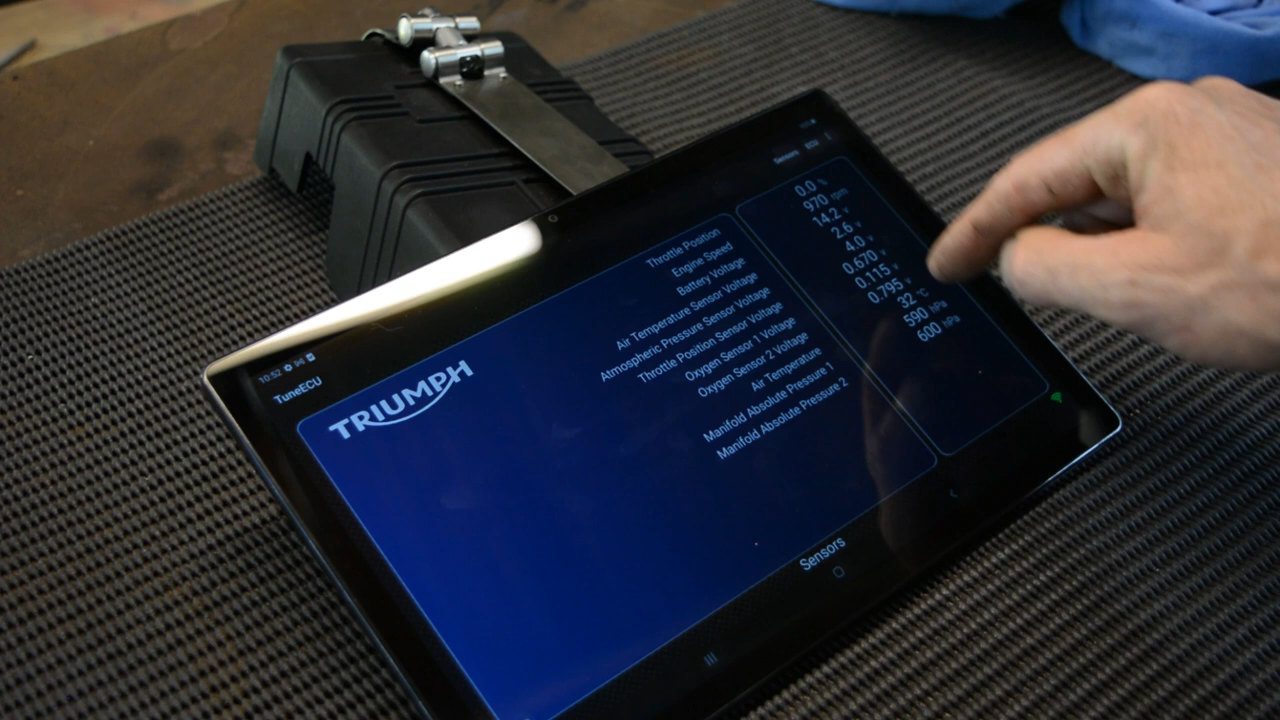 10:52
TuneECU
Sensors ECU
TRIUMPH
Throttle Position 0.0 %
Engine Speed 970 rpm
Battery Voltage 14.2 V
Air Temperature Sensor Voltage 2.6 V
Atmospheric Pressure Sensor Voltage 4.0 V
Throttle Position Sensor Voltage 0.670 V
Oxygen Sensor 1 Voltage 0.115 V
Oxygen Sensor 2 Voltage 0.795 V
Air Temperature 32 °C
Manifold Absolute Pressure 1 590 hPa
Manifold Absolute Pressure 2 600 hPa
Sensors